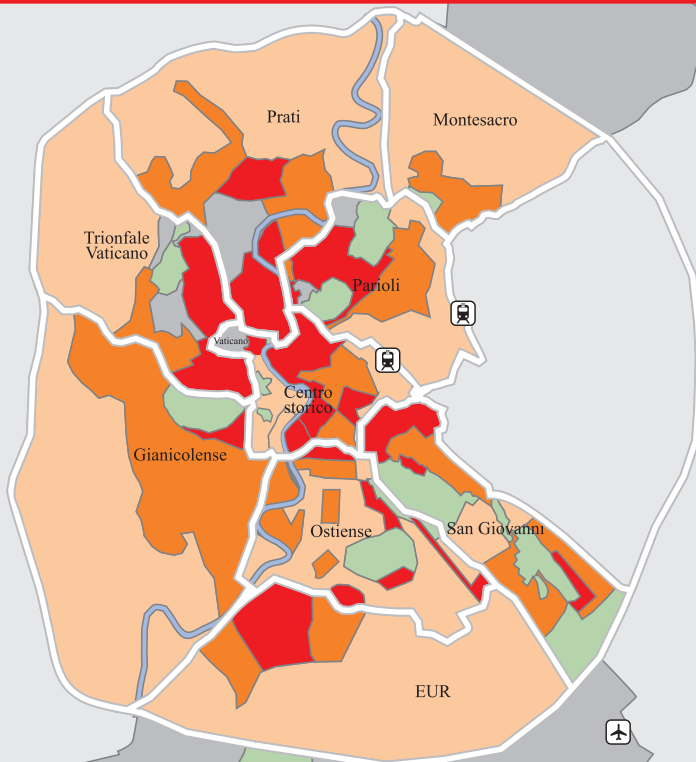 Prati
Montesacro
Trionfale
Vaticano
Parioli
Vaticano
Centro
storico
Gianicolense
Ostiense
San Giovanni
EUR